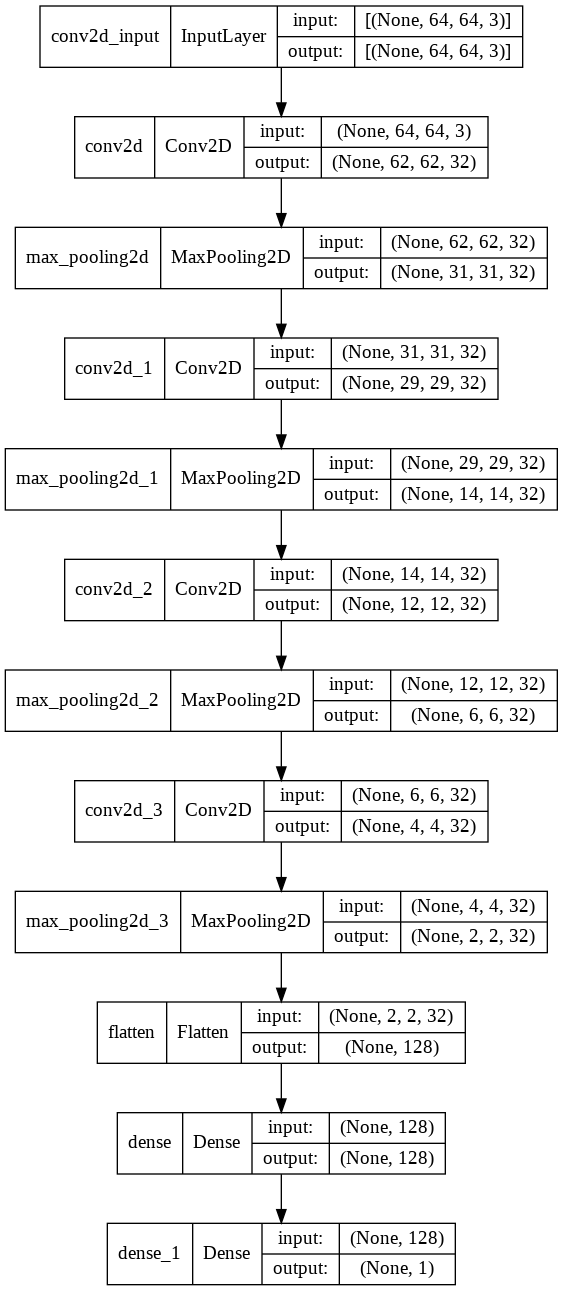 conv2d_input InputLayer input: [(None, 64, 64, 3)]
output: [(None, 64, 64, 3)]
conv2d Conv2D input: (None, 64, 64, 3)
output: (None, 62, 62, 32)
max_pooling2d MaxPooling2D input: (None, 62, 62, 32)
output: (None, 31, 31, 32)
conv2d_1 Conv2D input: (None, 31, 31, 32)
output: (None, 29, 29, 32)
max_pooling2d_1 MaxPooling2D input: (None, 29, 29, 32)
output: (None, 14, 14, 32)
conv2d_2 Conv2D input: (None, 14, 14, 32)
output: (None, 12, 12, 32)
max_pooling2d_2 MaxPooling2D input: (None, 12, 12, 32)
output: (None, 6, 6, 32)
conv2d_3 Conv2D input: (None, 6, 6, 32)
output: (None, 4, 4, 32)
max_pooling2d_3 MaxPooling2D input: (None, 4, 4, 32)
output: (None, 2, 2, 32)
flatten Flatten input: (None, 2, 2, 32)
output: (None, 128)
dense Dense input: (None, 128)
output: (None, 128)
dense_1 Dense input: (None, 128)
output: (None, 1)